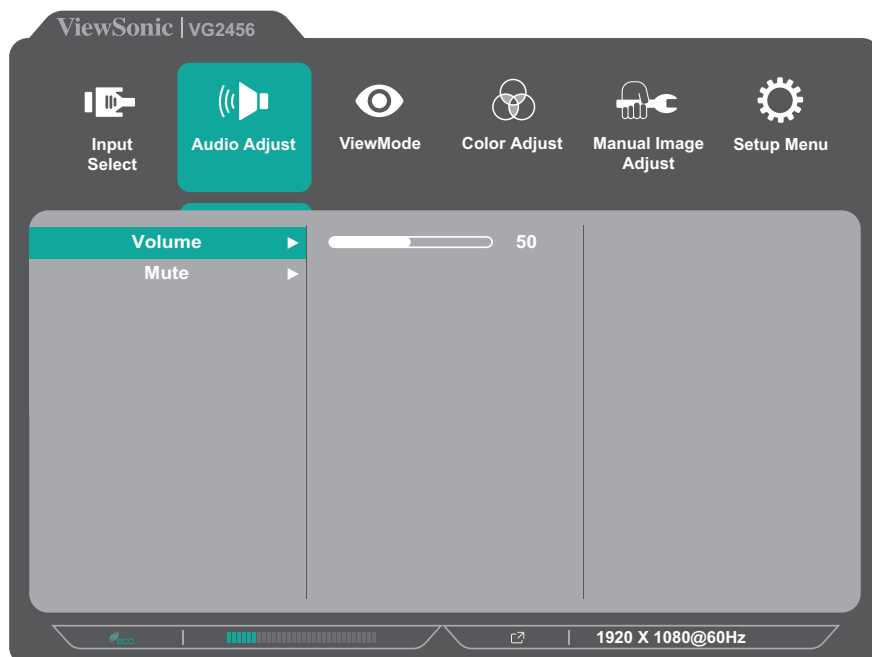 ViewSonic | VG2456
Input
Select
Audio Adjust
ViewMode
Color Adjust
Manual Image
Adjust
Setup Menu
Volume
50
Mute
eco
1920 X 1080@60Hz